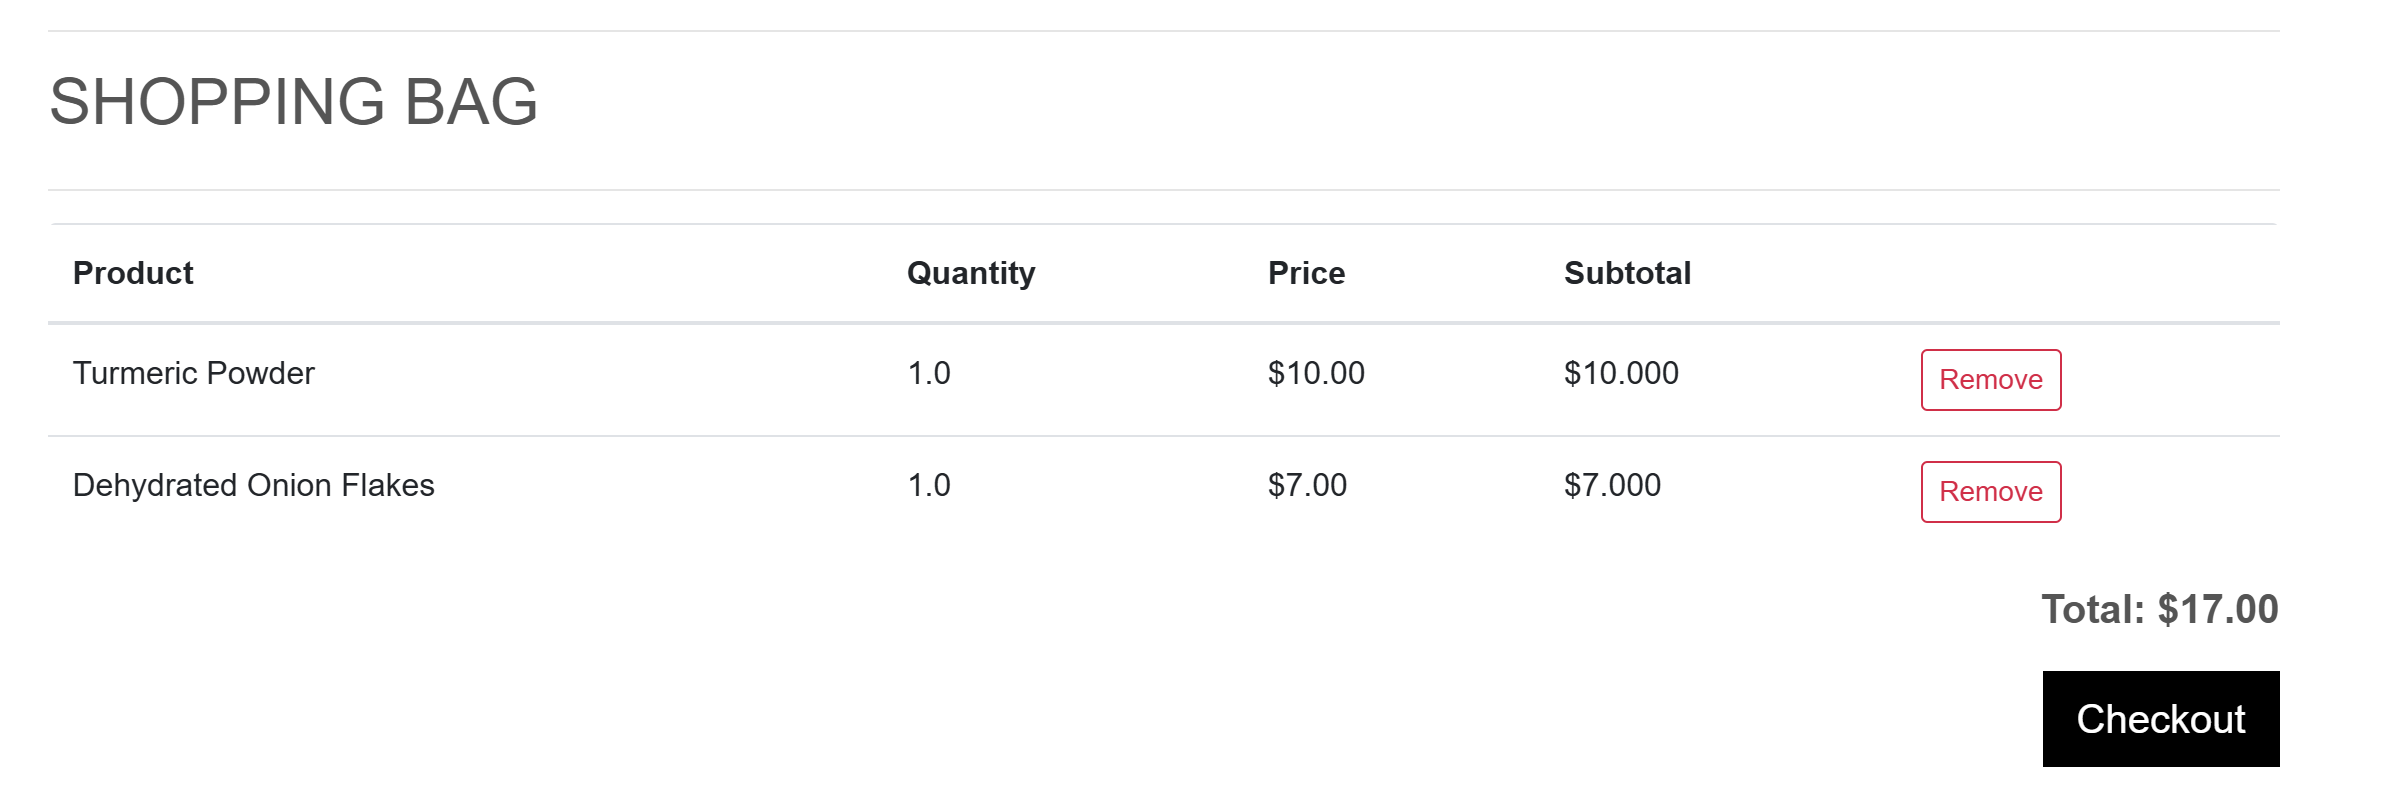 SHOPPING BAG
Product Quantity Price Subtotal
Turmeric Powder 1.0 $10.00 $10.000 Remove
Dehydrated Onion Flakes 1.0 $7.00 $7.000 Remove
Total: $17.00
Checkout